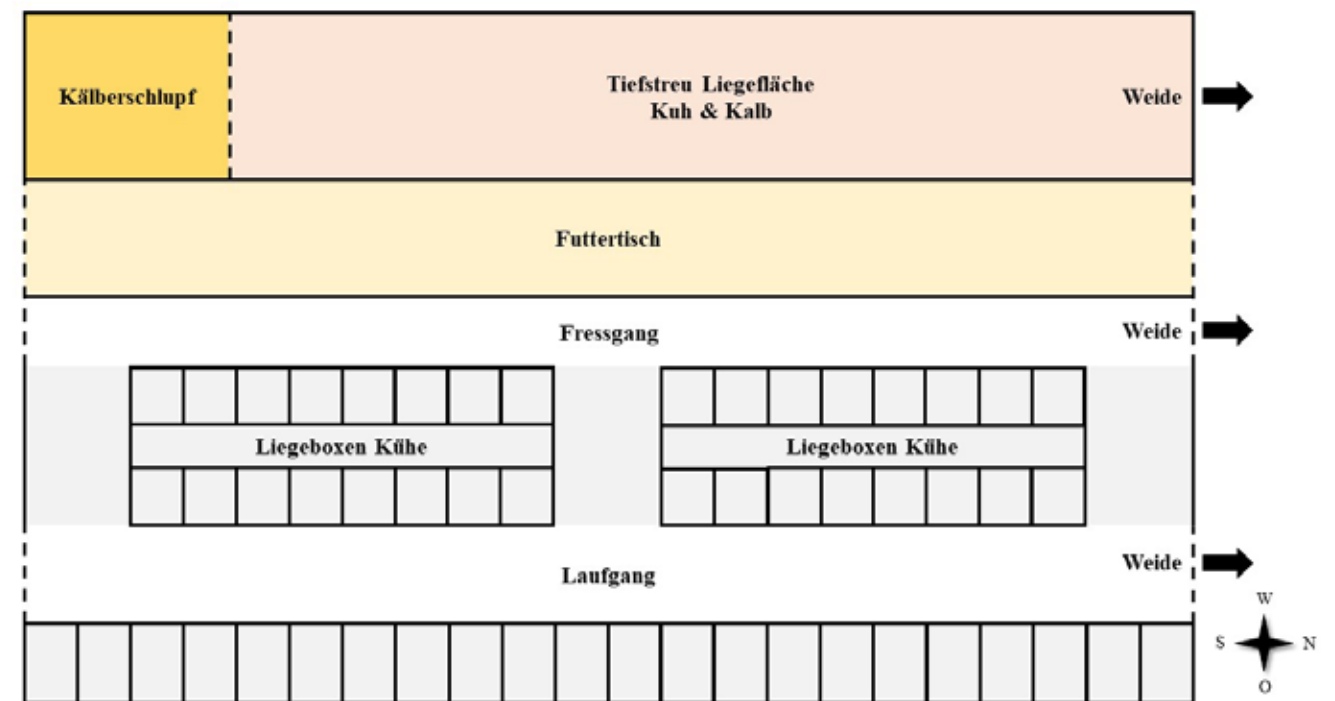 Kälberschlupf
Tiefstreu Liegefläche
Kuh & Kalb
Weide
Futtertisch
Fressgang
Weide
Liegeboxen Kühe
Liegeboxen Kühe
Laufgang
Weide
W
S
N
O